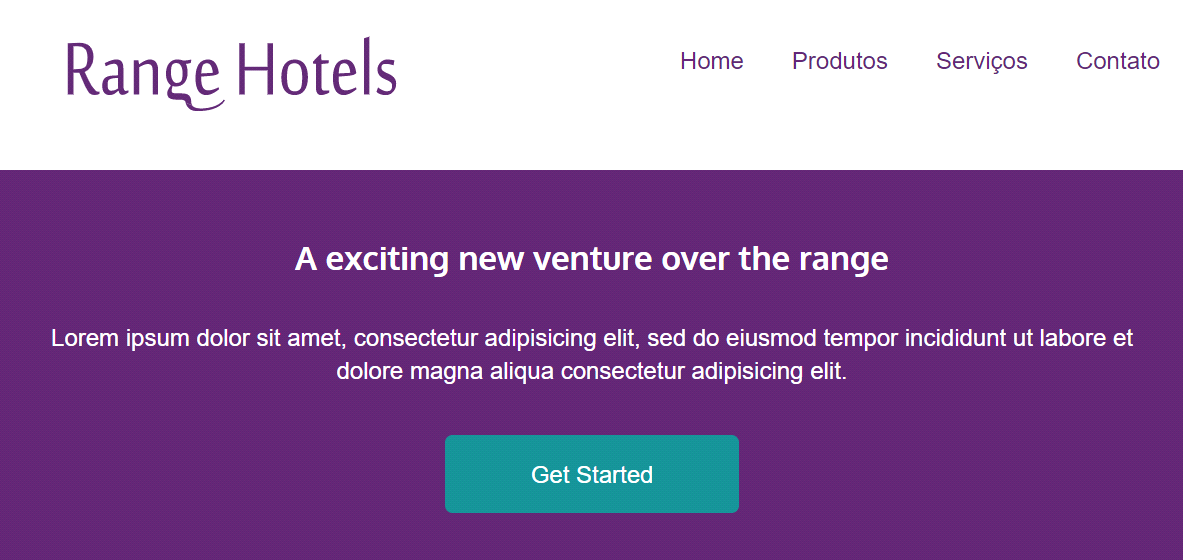 Range Hotels
Home Produtos Serviços Contato
A exciting new venture over the range
Lorem ipsum dolor sit amet, consectetur adipisicing elit, sed do eiusmod tempor incididunt ut labore et
dolore magna aliqua consectetur adipisicing elit.
Get Started